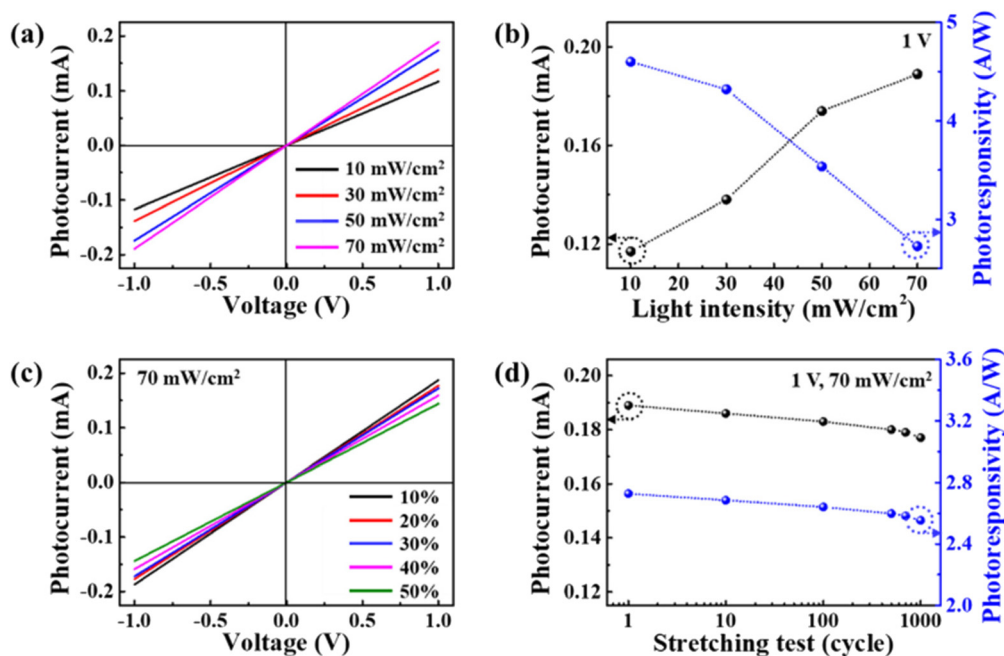 (a)
Photocurrent (mA)
0.2
0.1
0.0
-0.1
-0.2
10 mW/cm²
30 mW/cm²
50 mW/cm²
70 mW/cm²
-1.0 -0.5 0.0 0.5 1.0
Voltage (V)
(b)
1 V
Photocurrent (mA)
0.20
0.16
0.12
5
4
3
Photoresponsivity (A/W)
10 20 30 40 50 60 70
Light intensity (mW/cm²)
(c)
70 mW/cm²
Photocurrent (mA)
0.2
0.1
0.0
-0.1
-0.2
10%
20%
30%
40%
50%
-1.0 -0.5 0.0 0.5 1.0
Voltage (V)
(d)
1 V, 70 mW/cm²
Photocurrent (mA)
0.20
0.18
0.16
0.14
0.12
3.6
3.2
2.8
2.4
2.0
Photoresponsivity (A/W)
1 10 100 1000
Stretching test (cycle)